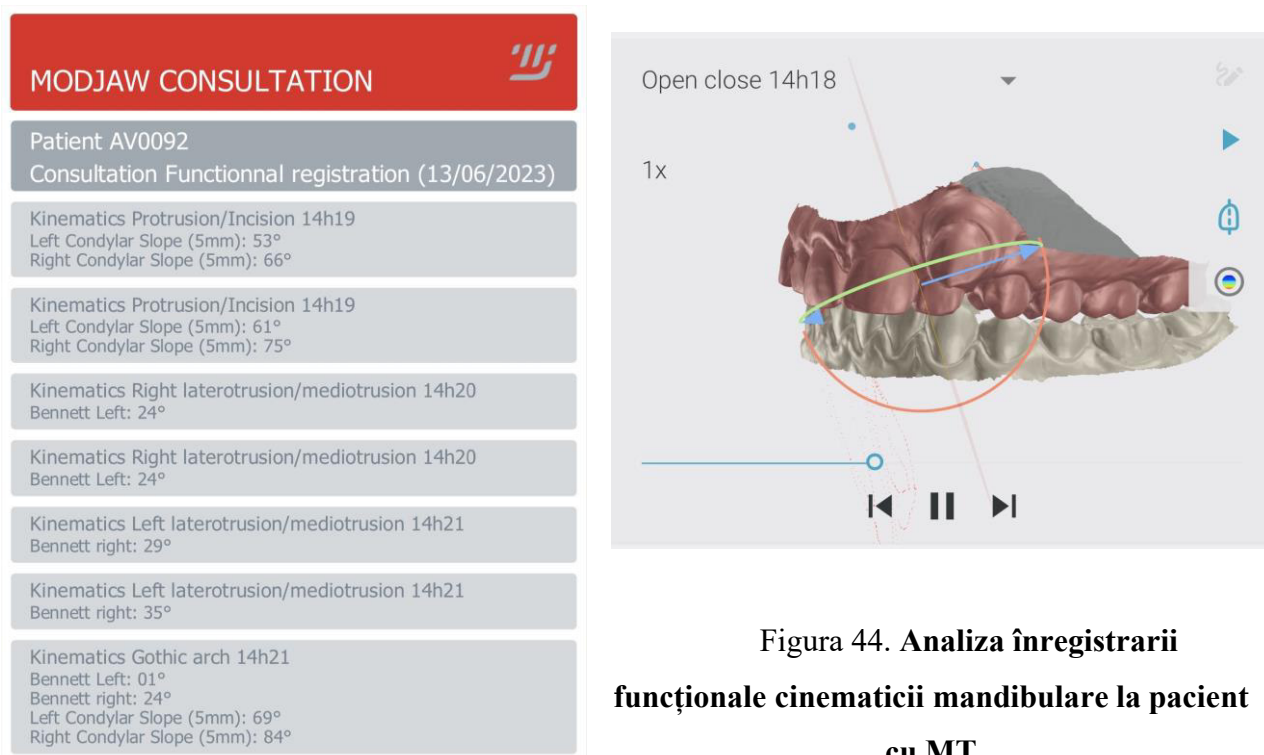 MODJAW CONSULTATION
Patient AV0092
Consultation Functionnal registration (13/06/2023)
Kinematics Protrusion/Incision 14h19
Left Condylar Slope (5mm): 53°
Right Condylar Slope (5mm): 66°
Kinematics Protrusion/Incision 14h19
Left Condylar Slope (5mm): 61°
Right Condylar Slope (5mm): 75°
Kinematics Right laterotrusion/mediotrusion 14h20
Bennett Left: 24°
Kinematics Right laterotrusion/mediotrusion 14h20
Bennett Left: 24°
Kinematics Left laterotrusion/mediotrusion 14h21
Bennett right: 29°
Kinematics Left laterotrusion/mediotrusion 14h21
Bennett right: 35°
Kinematics Gothic arch 14h21
Bennett Left: 01°
Bennett right: 24°
Left Condylar Slope (5mm): 69°
Right Condylar Slope (5mm): 84°
Open close 14h18
1x
Figura 44. Analiza înregistrarii
funcționale cinematicii mandibulare la pacient
cu MT